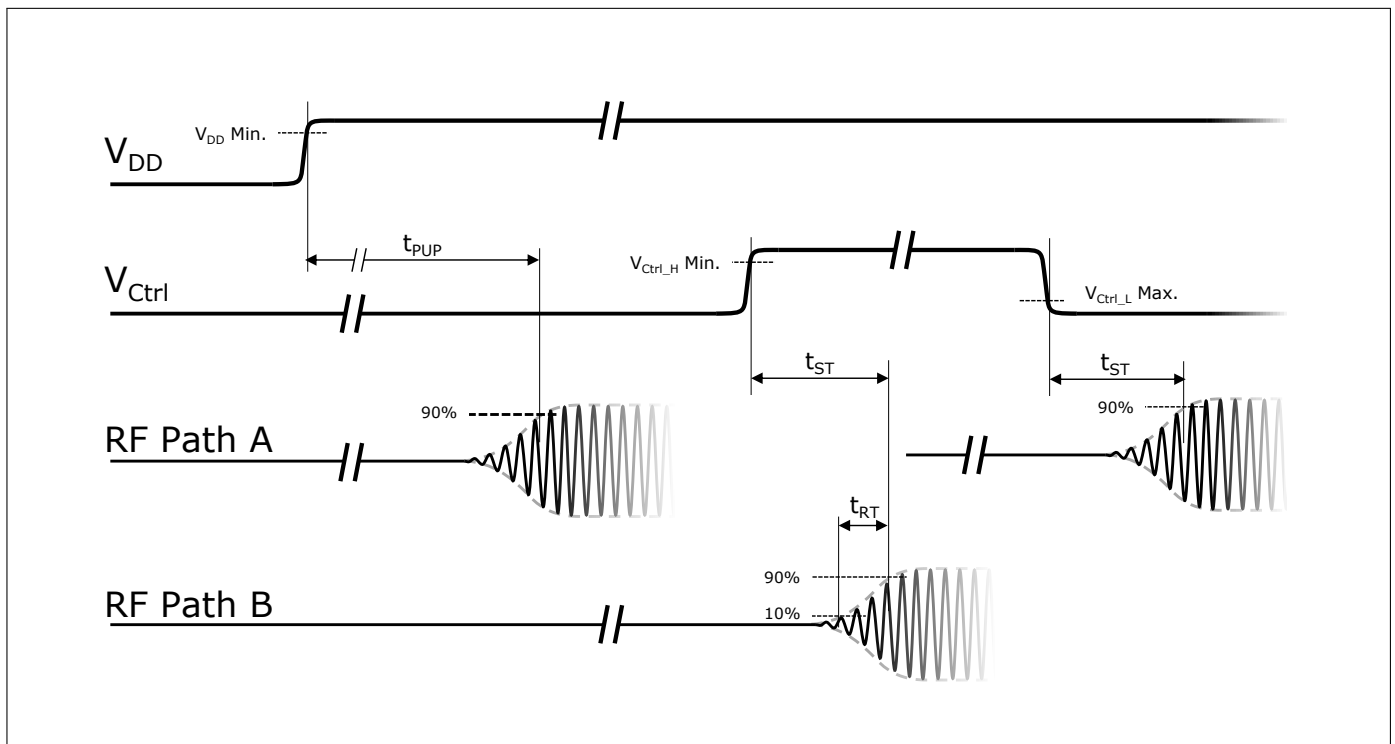 V_DD Min.
V_DD
t_PUP
V_Ctrl_H Min.
V_Ctrl
V_Ctrl_L Max.
t_ST
t_ST
90%
90%
RF Path A
t_RT
90%
RF Path B
10%